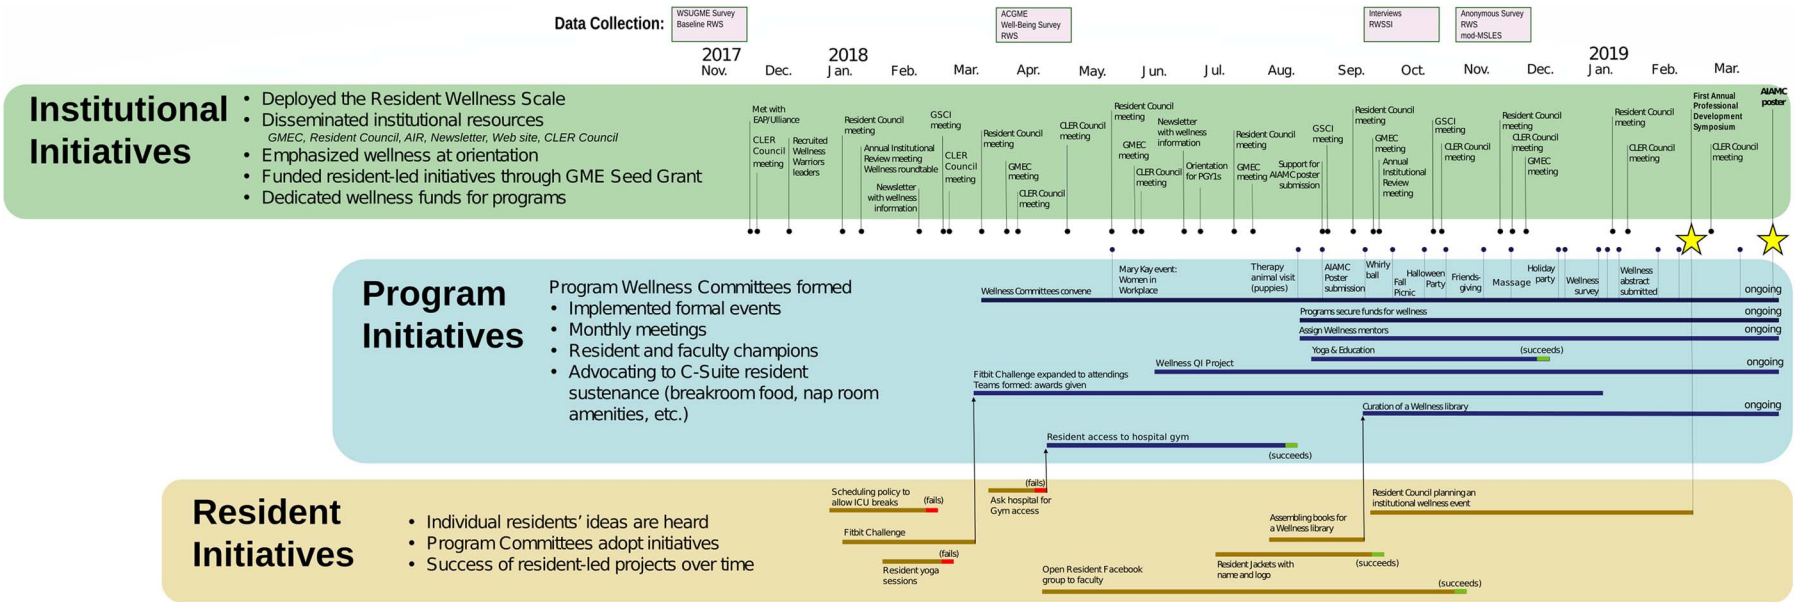 Data Collection:
WSUGME Survey
Baseline RWS
ACGME
Well-Being Survey
RWS
Interviews
RWSSI
Anonymous Survey
RWS
mod-MSLES
2017
2018
2019
Nov.
Dec.
Jan.
Feb.
Mar.
Apr.
May.
Jun.
Jul.
Aug.
Sep.
Oct.
Nov.
Dec.
Jan.
Feb.
Mar.
Institutional
Initiatives
• Deployed the Resident Wellness Scale
• Disseminated institutional resources
GMEC, Resident Council, AIR, Newsletter, Web site, CLER Council
• Emphasized wellness at orientation
• Funded resident-led initiatives through GME Seed Grant
• Dedicated wellness funds for programs
Met with
EAP/Ulliance
CLER
Council
meeting
Recruited
Wellness
Warriors
leaders
Resident Council
meeting
Annual Institutional
Review meeting
Wellness roundtable
Newsletter
with wellness
information
GSCI
meeting
CLER
Council
meeting
Resident Council
meeting
GMEC
meeting
CLER Council
meeting
CLER Council
meeting
Resident Council
meeting
GMEC
meeting
CLER Council
meeting
Newsletter
with wellness
information
Orientation
for PGY1s
Resident Council
meeting
GMEC
meeting
Support for
AIAMC poster
submission
GSCI
meeting
Resident Council
meeting
GMEC
meeting
Annual
Institutional
Review
meeting
GSCI
meeting
CLER Council
meeting
Resident Council
meeting
CLER Council
meeting
GMEC
meeting
Resident Council
meeting
CLER Council
meeting
First Annual
Professional
Development
Symposium
CLER Council
meeting
AIAMC
poster
Program
Initiatives
Program Wellness Committees formed
• Implemented formal events
• Monthly meetings
• Resident and faculty champions
• Advocating to C-Suite resident
sustenance (breakroom food, nap room
amenities, etc.)
Wellness Committees convene
Mary Kay event:
Women in
Workplace
Therapy
animal visit
(puppies)
AIAMC
Poster
submission
Whirly
ball
Fall
Picnic
Halloween
Party
Friends-
giving
Massage
Holiday
party
Wellness
survey
Wellness
abstract
submitted
ongoing
Programs secure funds for wellness
ongoing
Assign Wellness mentors
ongoing
Yoga & Education
(succeeds)
Wellness QI Project
ongoing
Fitbit Challenge expanded to attendings
Teams formed: awards given
Curation of a Wellness library
ongoing
Resident access to hospital gym
(succeeds)
Resident
Initiatives
• Individual residents' ideas are heard
• Program Committees adopt initiatives
• Success of resident-led projects over time
Scheduling policy to
allow ICU breaks
(fails)
Fitbit Challenge
(fails)
Resident yoga
sessions
(fails)
Ask hospital for
Gym access
Open Resident Facebook
group to faculty
(succeeds)
Assembling books for
a Wellness library
Resident Jackets with
name and logo
(succeeds)
Resident Council planning an
institutional wellness event